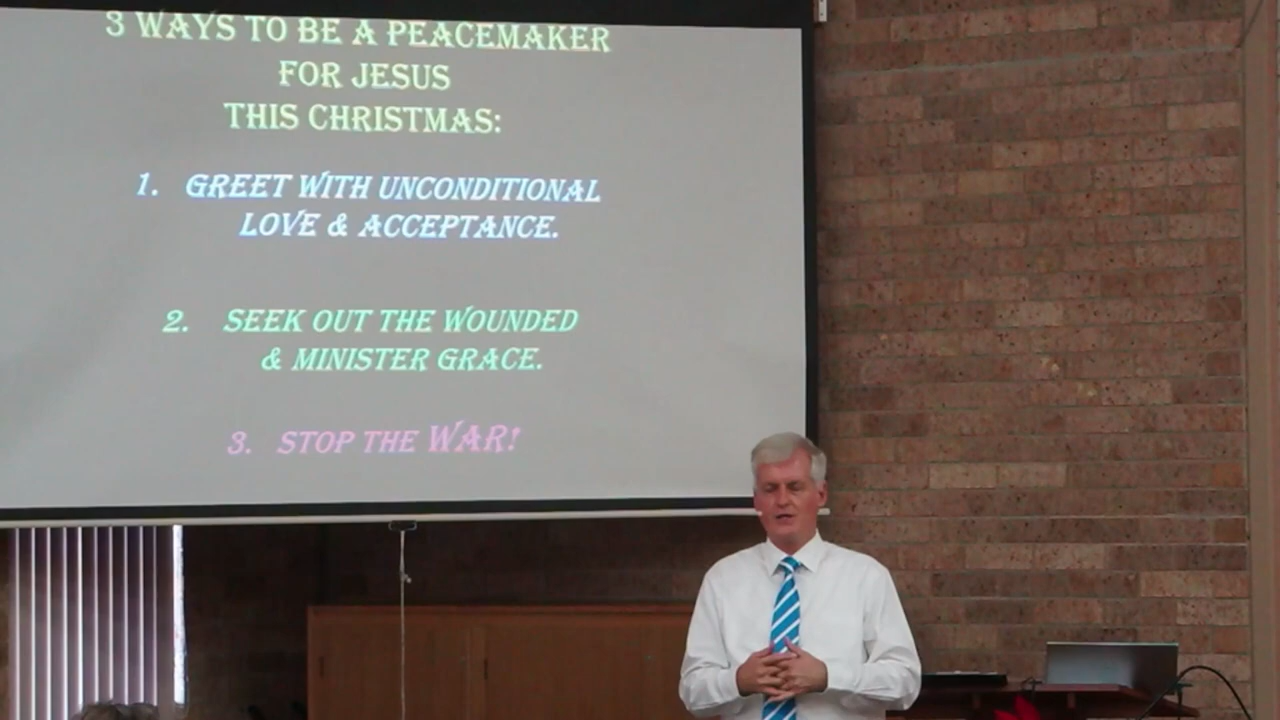 3 WAYS TO BE A PEACEMAKER
FOR JESUS
THIS CHRISTMAS:
1. GREET WITH UNCONDITIONAL
LOVE & ACCEPTANCE.
2. SEEK OUT THE WOUNDED
& MINISTER GRACE.
3. STOP THE WAR!